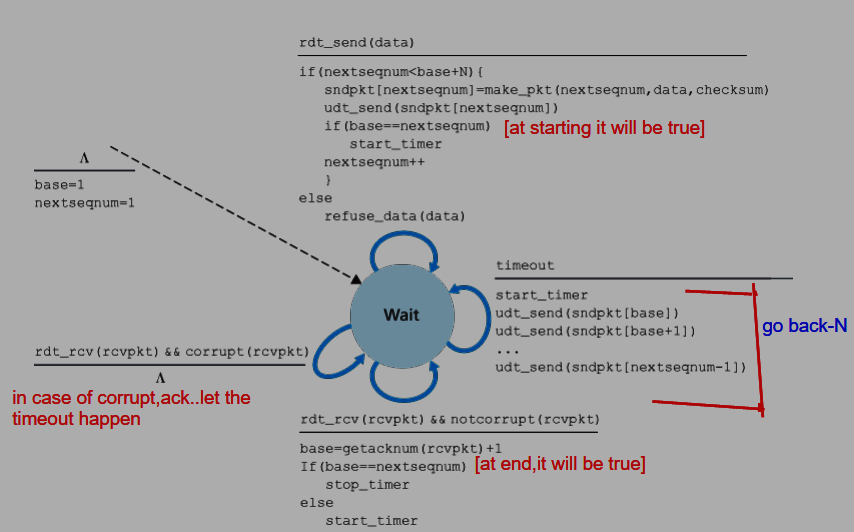 rdt_send(data)
if(nextseqnum<base+N){
sndpkt[nextseqnum]=make_pkt(nextseqnum,data,checksum)
udt_send(sndpkt[nextseqnum])
if(base==nextseqnum) [at starting it will be true]
start_timer
nextseqnum++
}
else
refuse_data(data)
Λ
base=1
nextseqnum=1
Wait
timeout
start_timer
udt_send(sndpkt[base])
udt_send(sndpkt[base+1])
...
udt_send(sndpkt[nextseqnum-1])
go back-N
rdt_rcv(rcvpkt) && corrupt(rcvpkt)
Λ
in case of corrupt,ack..let the
timeout happen
rdt_rcv(rcvpkt) && notcorrupt(rcvpkt)
base=getacknum(rcvpkt)+1
If(base==nextseqnum) [at end,it will be true]
stop_timer
else
start_timer